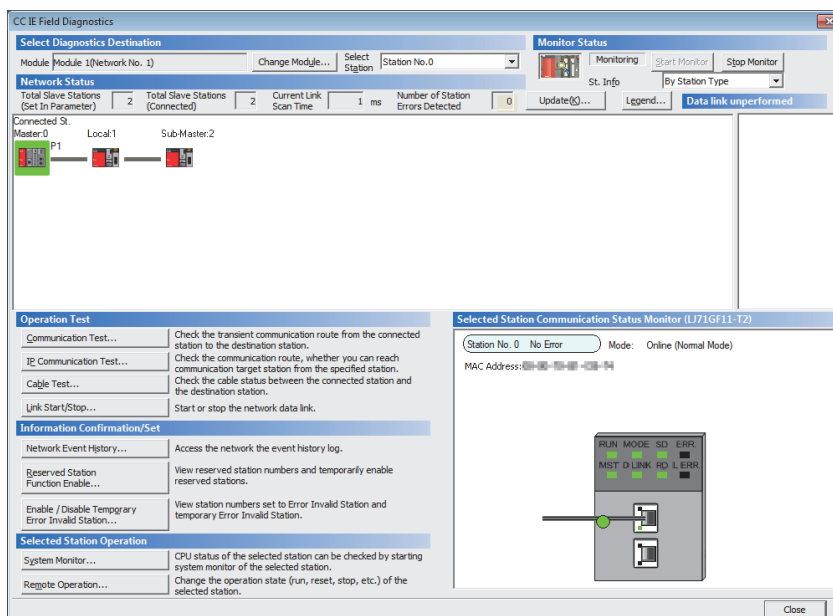 CC IE Field Diagnostics
Select Diagnostics Destination
Module Module 1(Network No. 1) Change Module... Select Station Station No.0
Monitor Status
Monitoring Start Monitor Stop Monitor
St. Info By Station Type
Network Status
Total Slave Stations (Set In Parameter) 2
Total Slave Stations (Connected) 2
Current Link Scan Time 1 ms
Number of Station Errors Detected 0
Update(K)... Legend... Data link unperformed
Connected St.
Master:0 Local:1 Sub-Master:2
P1
Operation Test
Communication Test... Check the transient communication route from the connected
station to the destination station.
IP Communication Test... Check the communication route, whether you can reach
communication target station from the specified station.
Cable Test... Check the cable status between the connected station and
the destination station.
Link Start/Stop... Start or stop the network data link.
Information Confirmation/Set
Network Event History... Access the network the event history log.
Reserved Station
Function Enable...
View reserved station numbers and temporarily enable
reserved stations.
Enable / Disable Temporary
Error Invalid Station...
View station numbers set to Error Invalid Station and
temporary Error Invalid Station.
Selected Station Operation
System Monitor... CPU status of the selected station can be checked by starting
system monitor of the selected station.
Remote Operation... Change the operation state (run, reset, stop, etc.) of the
selected station.
Selected Station Communication Status Monitor (LJ71GF11-T2)
Station No. 0 No Error Mode: Online (Normal Mode)
MAC Address:
RUN MODE SD ERR.
MST D LINK RD L ERR.
Close